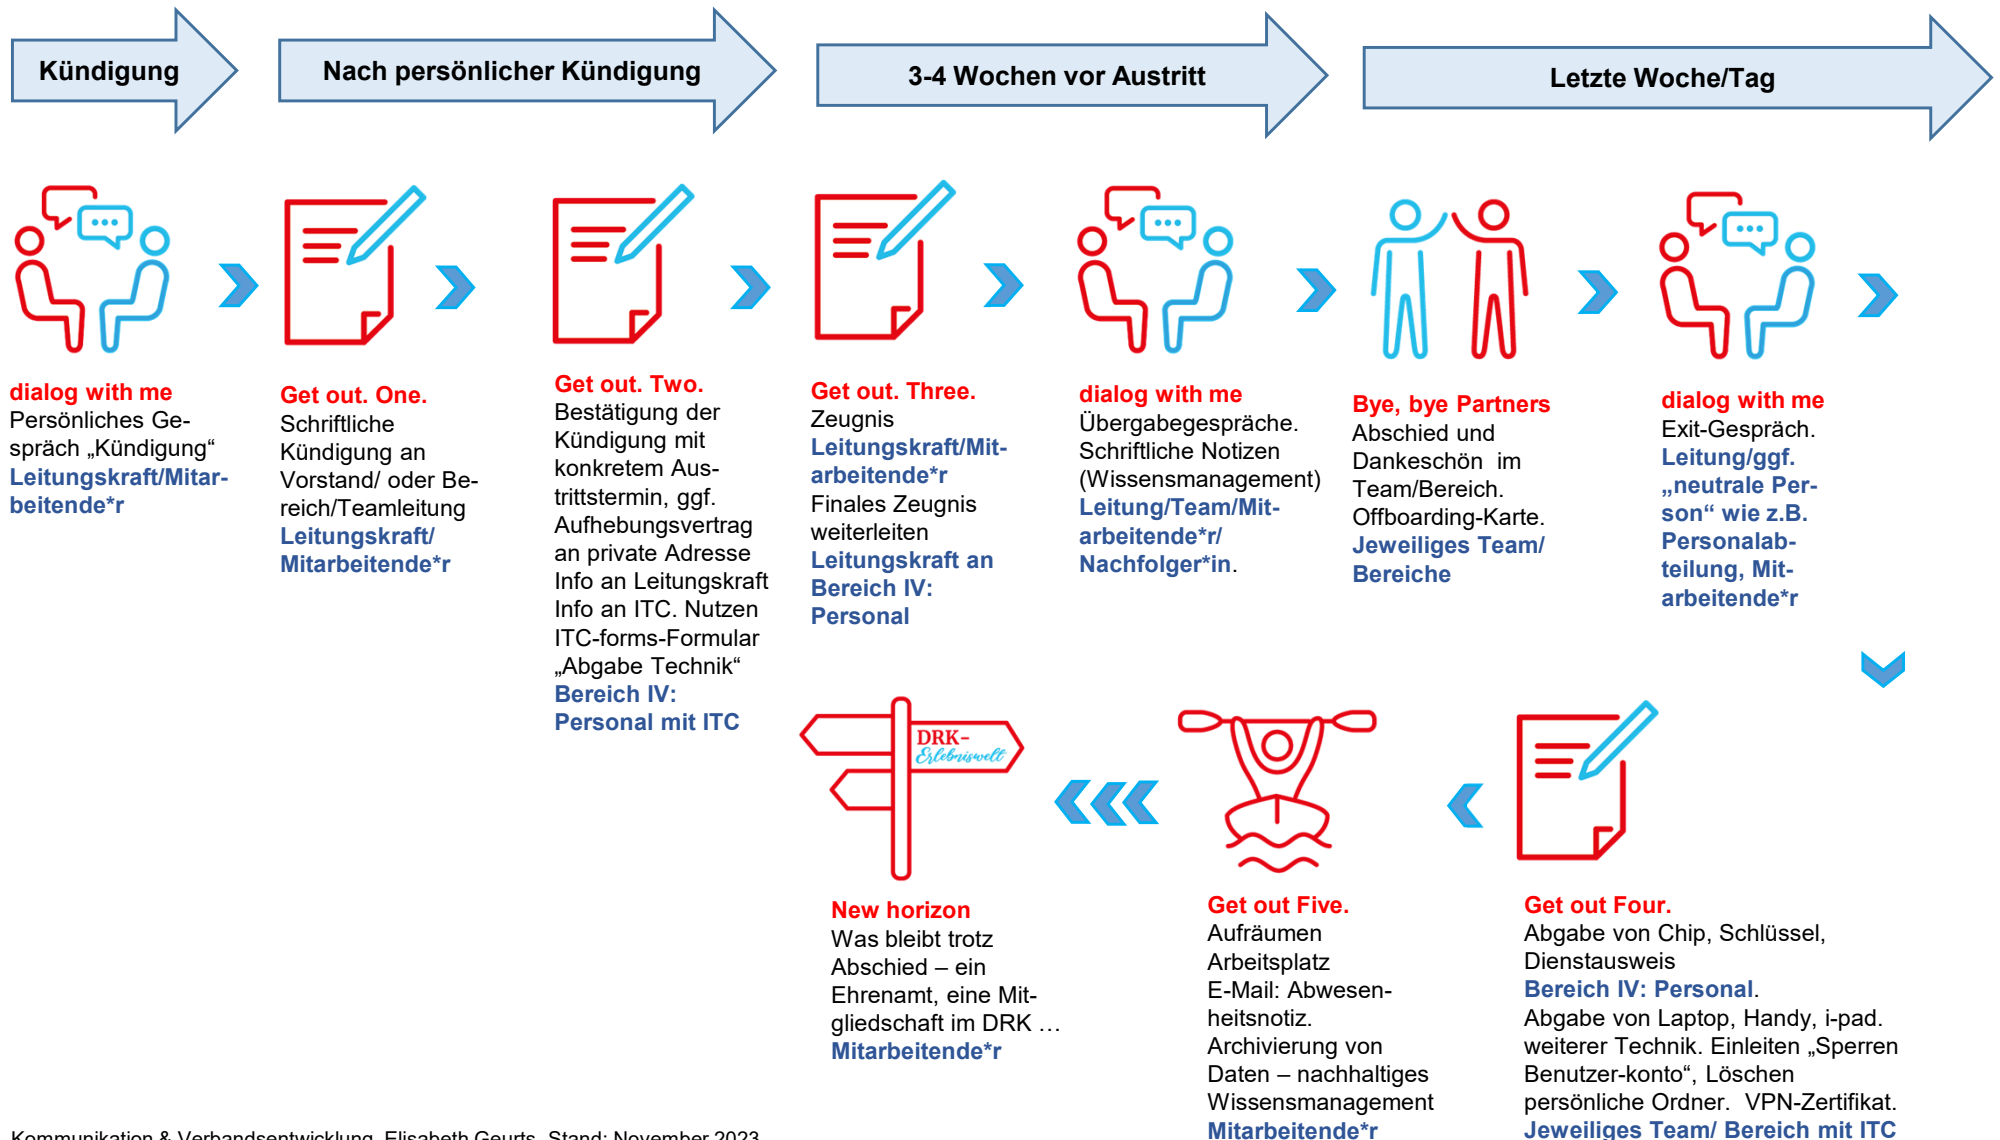 Kündigung
Nach persönlicher Kündigung
3-4 Wochen vor Austritt
Letzte Woche/Tag
dialog with me
Persönliches Ge-
spräch „Kündigung“
Leitungskraft/Mitar-
beitende*r
Get out. One.
Schriftliche
Kündigung an
Vorstand/ oder Be-
reich/Teamleitung
Leitungskraft/
Mitarbeitende*r
Get out. Two.
Bestätigung der
Kündigung mit
konkretem Aus-
trittstermin, ggf.
Aufhebungsvertrag
an private Adresse
Info an Leitungskraft
Info an ITC. Nutzen
ITC-forms-Formular
„Abgabe Technik“
Bereich IV:
Personal mit ITC
Get out. Three.
Zeugnis
Leitungskraft/Mit-
arbeitende*r
Finales Zeugnis
weiterleiten
Leitungskraft an
Bereich IV:
Personal
dialog with me
Übergabegespräche.
Schriftliche Notizen
(Wissensmanagement)
Leitung/Team/Mit-
arbeitende*r/
Nachfolger*in.
Bye, bye Partners
Abschied und
Dankeschön im
Team/Bereich.
Offboarding-Karte.
Jeweiliges Team/
Bereiche
dialog with me
Exit-Gespräch.
Leitung/ggf.
„neutrale Per-
son“ wie z.B.
Personalab-
teilung, Mit-
arbeitende*r
Get out Four.
Abgabe von Chip, Schlüssel,
Dienstausweis
Bereich IV: Personal.
Abgabe von Laptop, Handy, i-pad.
weiterer Technik. Einleiten „Sperren
Benutzer-konto“, Löschen
persönliche Ordner. VPN-Zertifikat.
Jeweiliges Team/ Bereich mit ITC
Get out Five.
Aufräumen
Arbeitsplatz
E-Mail: Abwesen-
heitsnotiz.
Archivierung von
Daten – nachhaltiges
Wissensmanagement
Mitarbeitende*r
DRK-
Erlebniswelt
New horizon
Was bleibt trotz
Abschied – ein
Ehrenamt, eine Mit-
gliedschaft im DRK …
Mitarbeitende*r
Kommunikation & Verbandsentwicklung, Elisabeth Geurts, Stand: November 2023